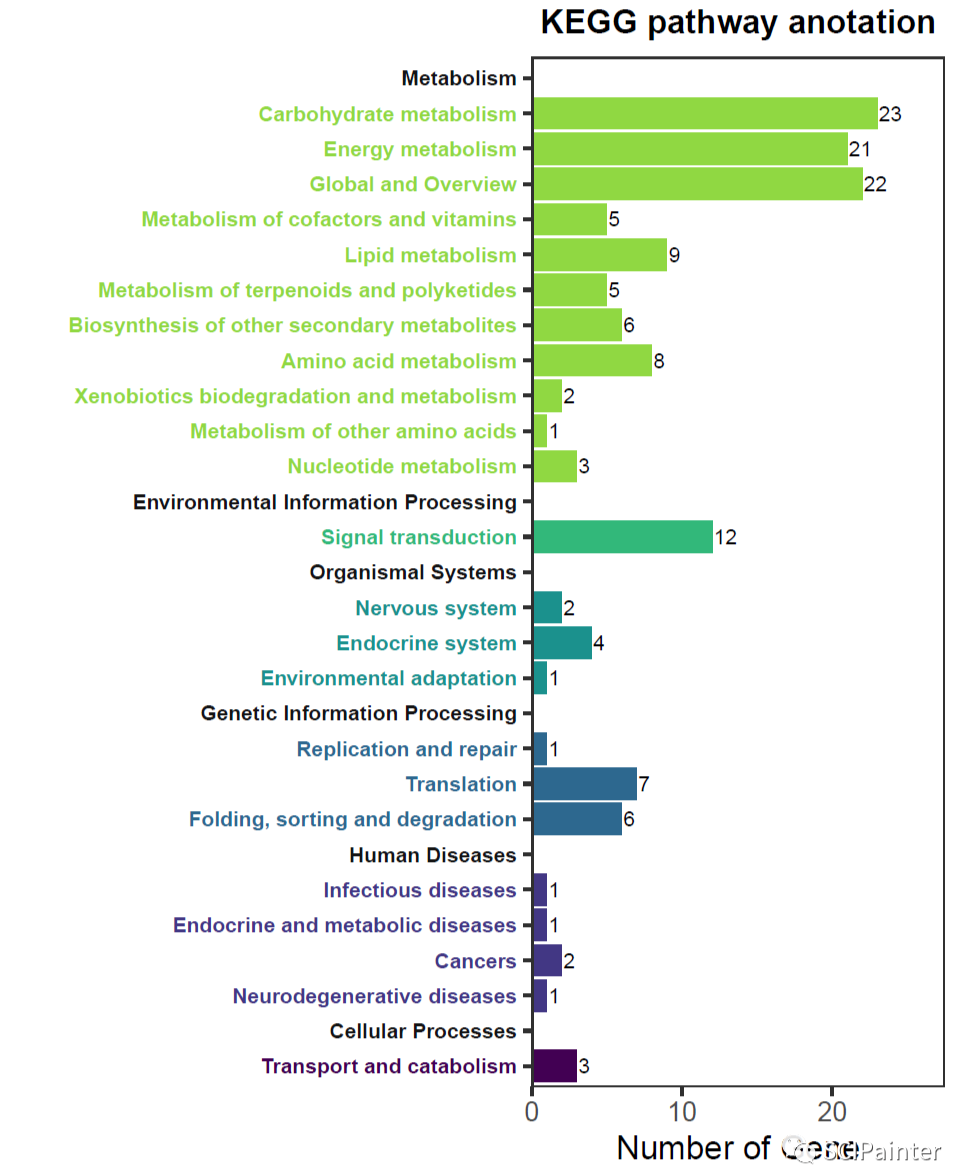 KEGG pathway anotation
Metabolism
Carbohydrate metabolism 23
Energy metabolism 21
Global and Overview 22
Metabolism of cofactors and vitamins 5
Lipid metabolism 9
Metabolism of terpenoids and polyketides 5
Biosynthesis of other secondary metabolites 6
Amino acid metabolism 8
Xenobiotics biodegradation and metabolism 2
Metabolism of other amino acids 1
Nucleotide metabolism 3
Environmental Information Processing
Signal transduction 12
Organismal Systems
Nervous system 2
Endocrine system 4
Environmental adaptation 1
Genetic Information Processing
Replication and repair 1
Translation 7
Folding, sorting and degradation 6
Human Diseases
Infectious diseases 1
Endocrine and metabolic diseases 1
Cancers 2
Neurodegenerative diseases 1
Cellular Processes
Transport and catabolism 3
0 10 20
Number of
SCIPainter